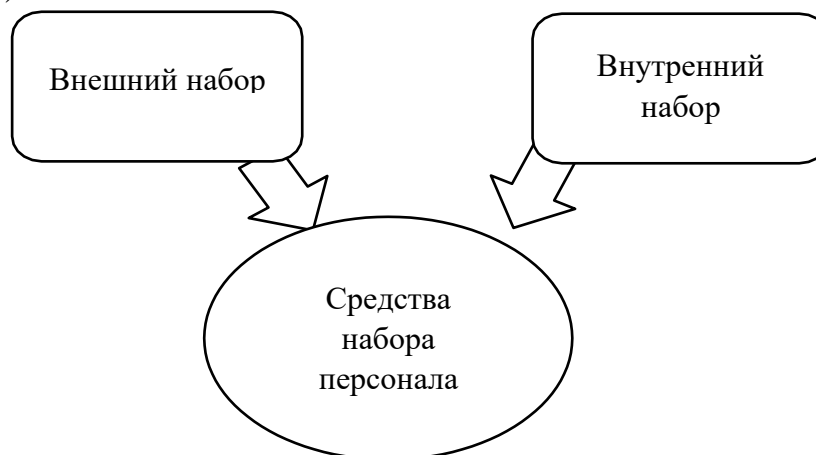 )
Внешний набор
Внутренний
набор
Средства
набора
персонала